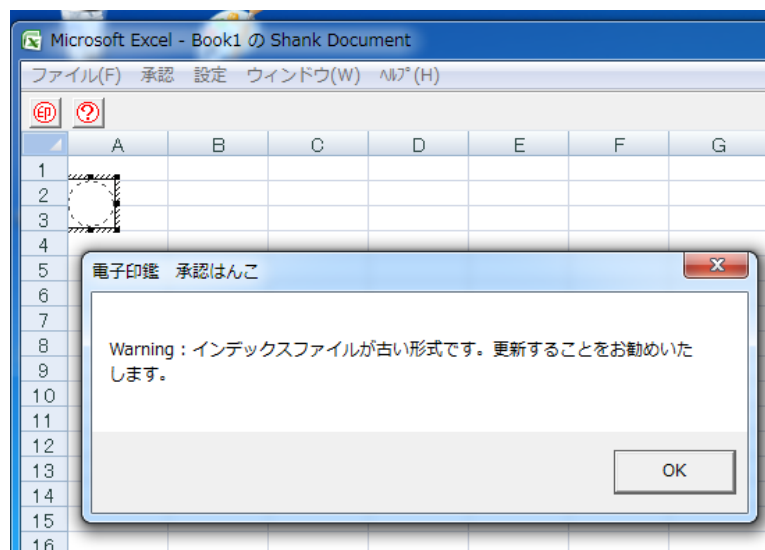 Microsoft Excel - Book1 の Shank Document
ファイル(F) 承認 設定 ウィンドウ(W) ﾍﾙﾌﾟ(H)
印 ?
A B C D E F G
1
2
3
4
5
電子印鑑 承認はんこ
6
7
8
Warning：インデックスファイルが古い形式です。更新することをお勧めいた
9
します。
10
11
12
13
OK
14
15
16